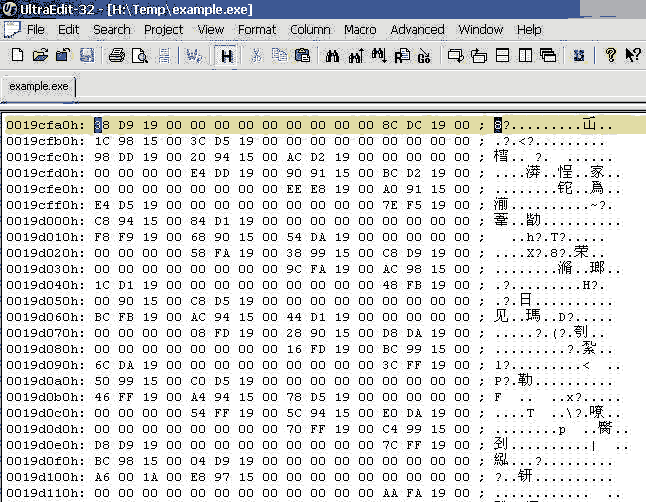 UltraEdit-32 - [H:\Temp\example.exe]
File Edit Search Project View Format Column Macro Advanced Window Help
example.exe
0019cfa0h: 38 D9 19 00 00 00 00 00 00 00 00 00 8C DC 19 00 ; 8?.........
0019cfb0h: 1C 98 15 00 3C D5 19 00 00 00 00 00 00 00 00 00 ; .?.<?.........
0019cfc0h: 98 DD 19 00 20 94 15 00 AC D2 19 00 00 00 00 00 ;
0019cfd0h: 00 00 00 00 E4 DD 19 00 90 91 15 00 BC D2 19 00 ;
0019cfe0h: 00 00 00 00 00 00 00 00 EE E8 19 00 A0 91 15 00 ;
0019cff0h: E4 D5 19 00 00 00 00 00 00 00 00 00 7E F5 19 00 ;
0019d000h: C8 94 15 00 84 D1 19 00 00 00 00 00 00 00 00 00 ;
0019d010h: F8 F9 19 00 68 90 15 00 54 DA 19 00 00 00 00 00 ; ..h?.T?.....
0019d020h: 00 00 00 00 58 FA 19 00 38 99 15 00 C8 D9 19 00 ; ....X?.8?.荣..
0019d030h: 00 00 00 00 00 00 00 00 9C FA 19 00 AC 98 15 00 ;
0019d040h: 1C D1 19 00 00 00 00 00 00 00 00 00 48 FB 19 00 ; .?.........H?.
0019d050h: 00 90 15 00 C8 D5 19 00 00 00 00 00 00 00 00 00 ; .?.日.........
0019d060h: BC FB 19 00 AC 94 15 00 44 D1 19 00 00 00 00 00 ; 见..瑪..D?.....
0019d070h: 00 00 00 00 08 FD 19 00 28 90 15 00 D8 DA 19 00 ;
0019d080h: 00 00 00 00 00 00 00 00 16 FD 19 00 BC 99 15 00 ;
0019d090h: 6C DA 19 00 00 00 00 00 00 00 00 00 3C FF 19 00 ; l?.........<
0019d0a0h: 50 99 15 00 C0 D5 19 00 00 00 00 00 00 00 00 00 ; P?.勒.........
0019d0b0h: 46 FF 19 00 A4 94 15 00 78 D5 19 00 00 00 00 00 ; F ..x?.....
0019d0c0h: 00 00 00 00 54 FF 19 00 5C 94 15 00 E0 DA 19 00 ;
0019d0d0h: 00 00 00 00 00 00 00 00 70 FF 19 00 C4 99 15 00 ;
0019d0e0h: D8 D9 19 00 00 00 00 00 00 00 00 00 7C FF 19 00 ;
0019d0f0h: BC 98 15 00 04 D9 19 00 00 00 00 00 00 00 00 00 ;
0019d100h: A6 00 1A 00 E8 97 15 00 00 00 00 00 00 00 00 00 ;
0019d110h: 00 00 00 00 00 00 00 00 00 00 00 00 AA FA 19 00 ;